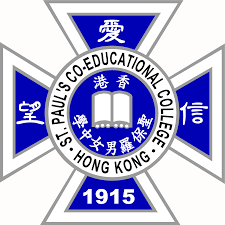 愛
望
信
ST. PAUL'S CO-EDUCATIONAL COLLEGE
· HONG KONG ·
香港
聖保羅男女中學
1915